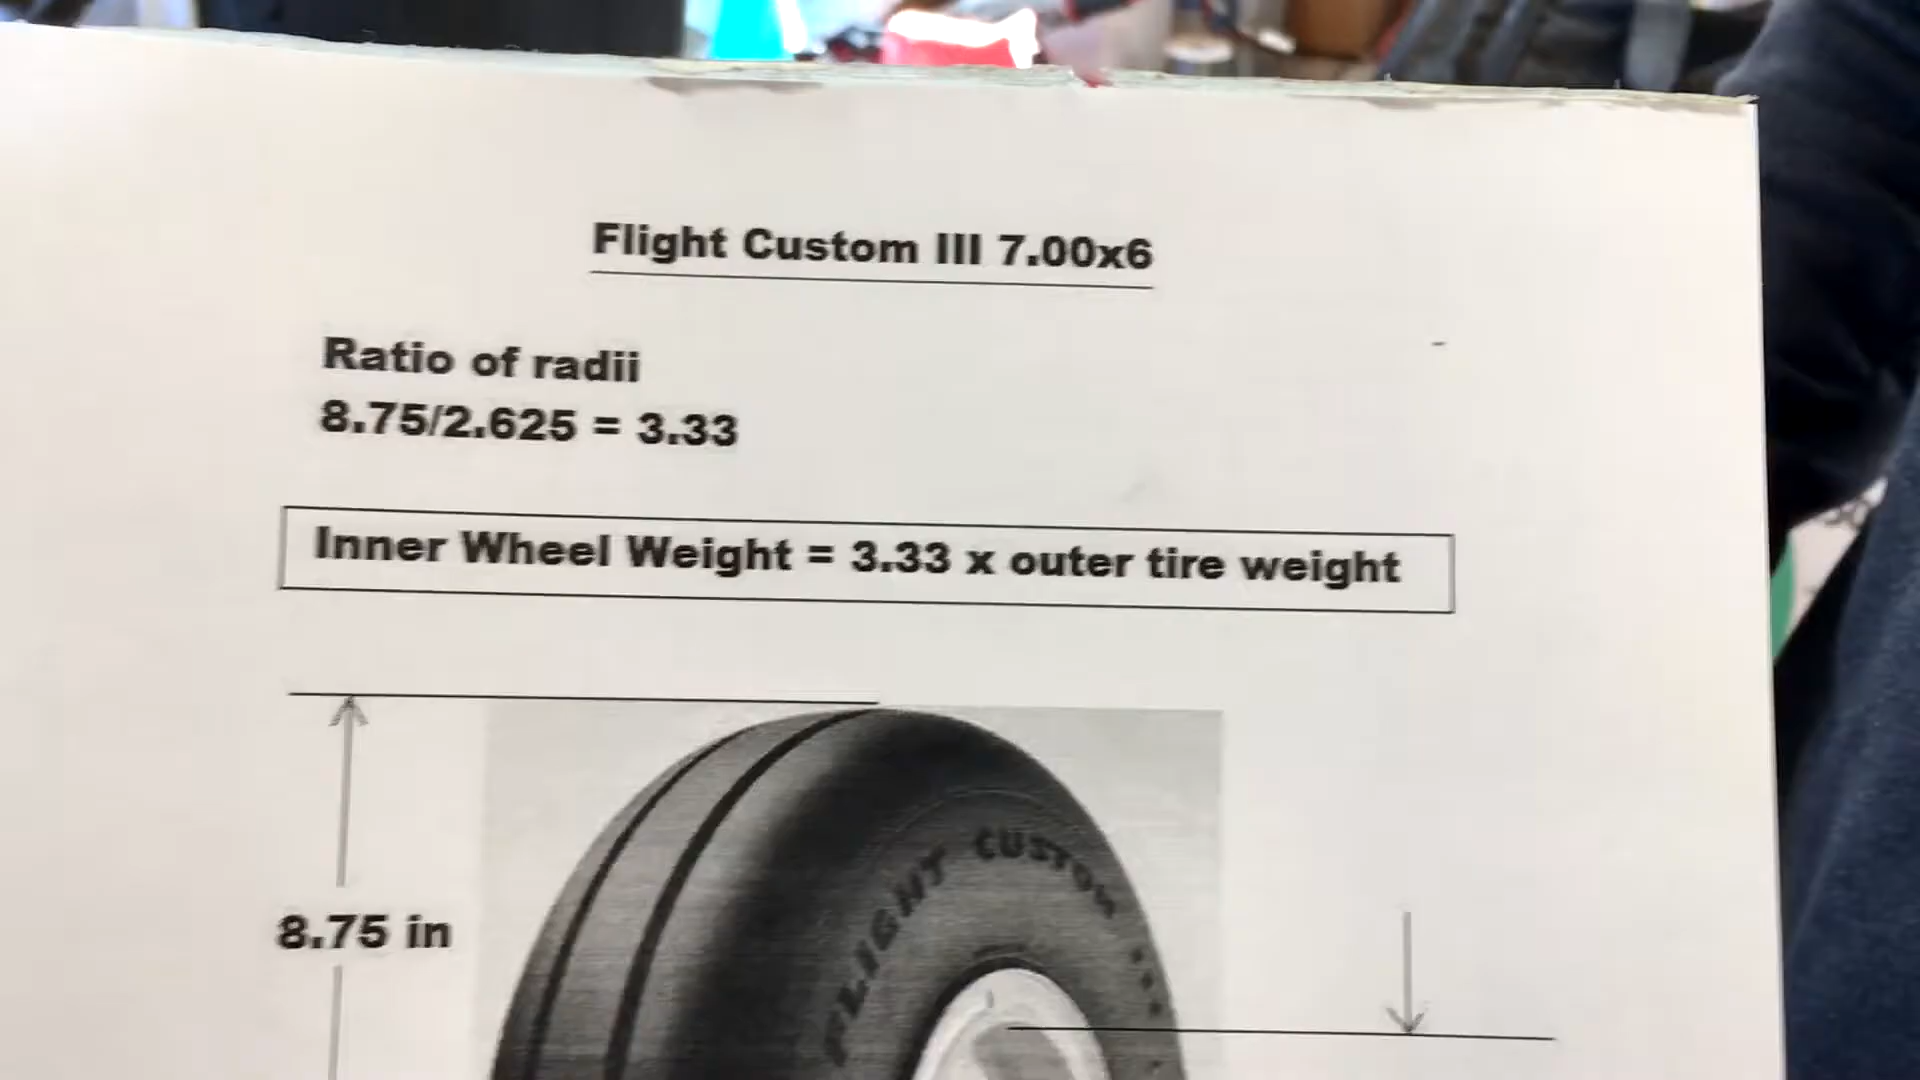 Flight Custom III 7.00x6
Ratio of radii
8.75/2.625 = 3.33
Inner Wheel Weight = 3.33 x outer tire weight
FLIGHT CUSTOM
8.75 in